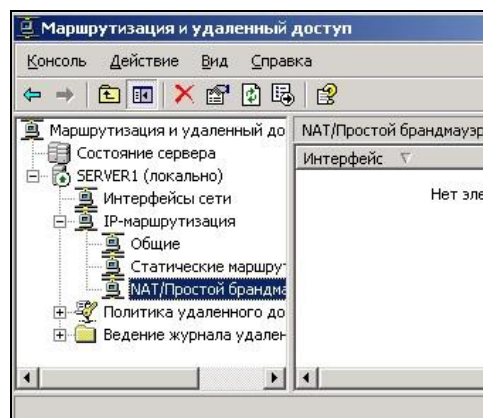 Маршрутизация и удаленный доступ
Консоль Действие Вид Справка
Маршрутизация и удаленный до
NAT/Простой брандмауэр
Состояние сервера
Интерфейс
SERVER1 (локально)
Нет эле
Интерфейсы сети
IP-маршрутизация
Общие
Статические маршру
NAT/Простой брандма
Политика удаленного до
Ведение журнала удален